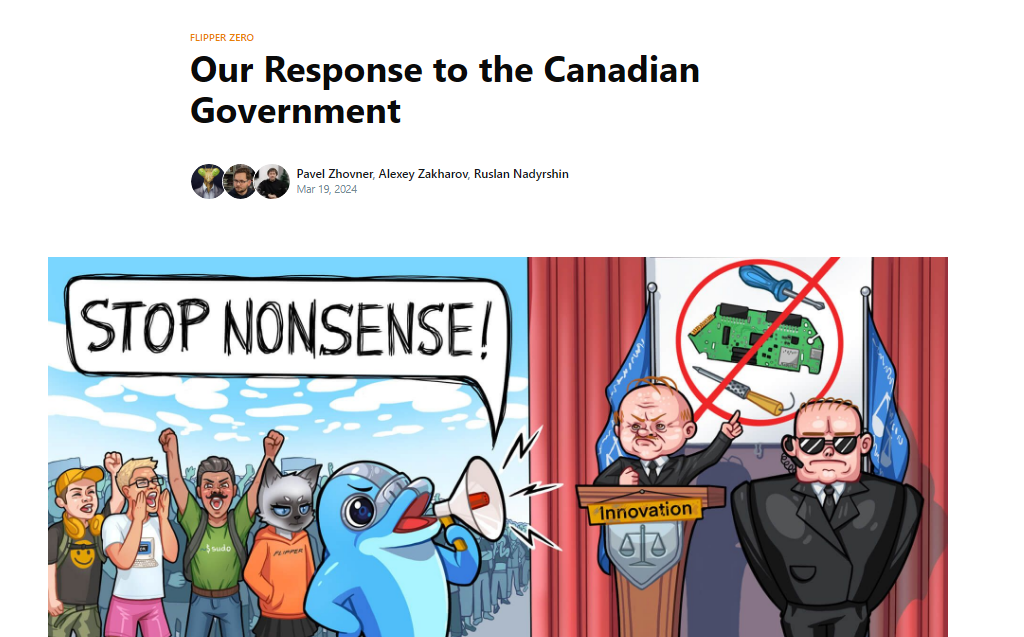 FLIPPER ZERO
Our Response to the Canadian
Government
Pavel Zhovner, Alexey Zakharov, Ruslan Nadyrshin
Mar 19, 2024
STOP NONSENSE!
$ sudo
FLIPPER
Innovation